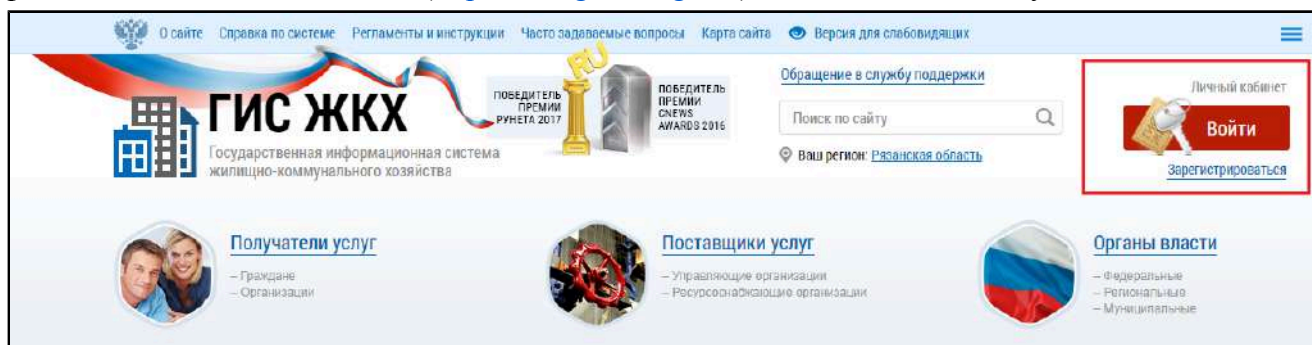 О сайте Справка по системе Регламенты и инструкции Часто задаваемые вопросы Карта сайта Версия для слабовидящих
ГИС ЖКХ
Государственная информационная система
жилищно-коммунального хозяйства
ПОБЕДИТЕЛЬ
ПРЕМИИ
РУНЕТА 2017
RU
ПОБЕДИТЕЛЬ
ПРЕМИИ
CNEWS
AWARDS 2016
Обращение в службу поддержки
Поиск по сайту
Ваш регион: Рязанская область
Личный кабинет
Войти
Зарегистрироваться
Получатели услуг
– Граждане
– Организации
Поставщики услуг
– Управляющие организации
– Ресурсоснабжающие организации
Органы власти
– Федеральные
– Региональные
– Муниципальные